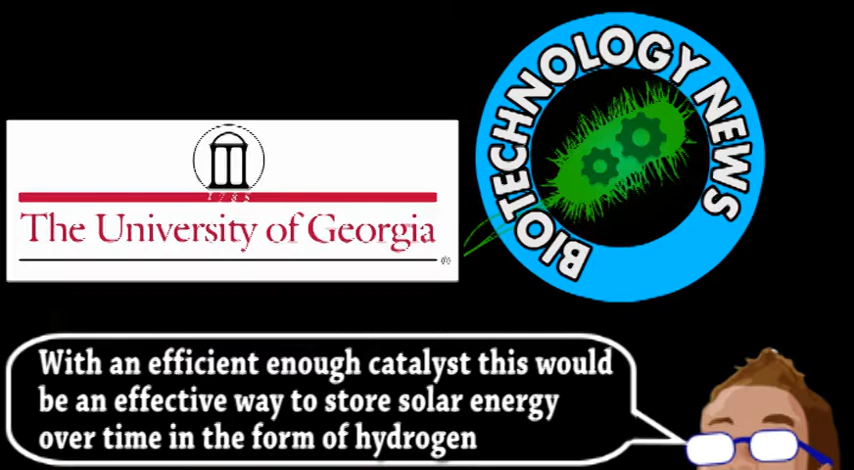 BIOTECHNOLOGY NEWS
1785
The University of Georgia
®
With an efficient enough catalyst this would
be an effective way to store solar energy
over time in the form of hydrogen